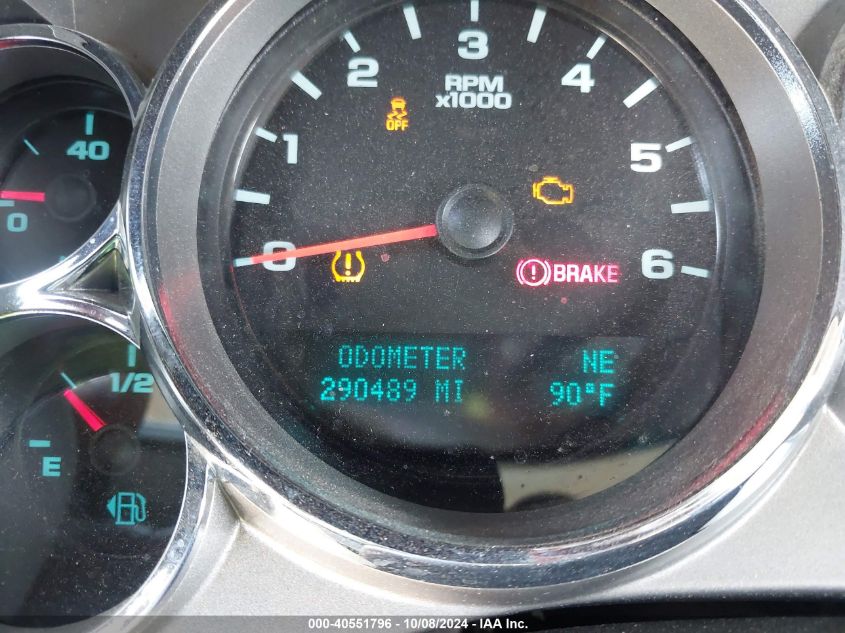 0 1 2 3 4 5 6
RPM
x1000
OFF
BRAKE
ODOMETER NE
290489 MI 90°F
40
0
1/2
E
000-40551796 - 10/08/2024 - IAA Inc.